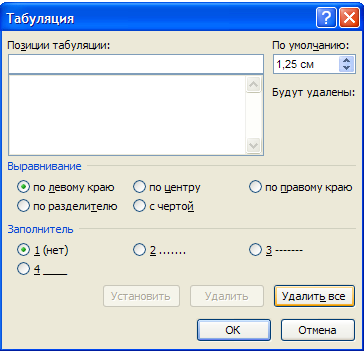 Табуляция
Позиции табуляции: По умолчанию:
1,25 см
Будут удалены:
Выравнивание
по левому краю по центру по правому краю
по разделителю с чертой
Заполнитель
1 (нет) 2 ....... 3 -------
4 ____
Установить Удалить Удалить все
ОК Отмена